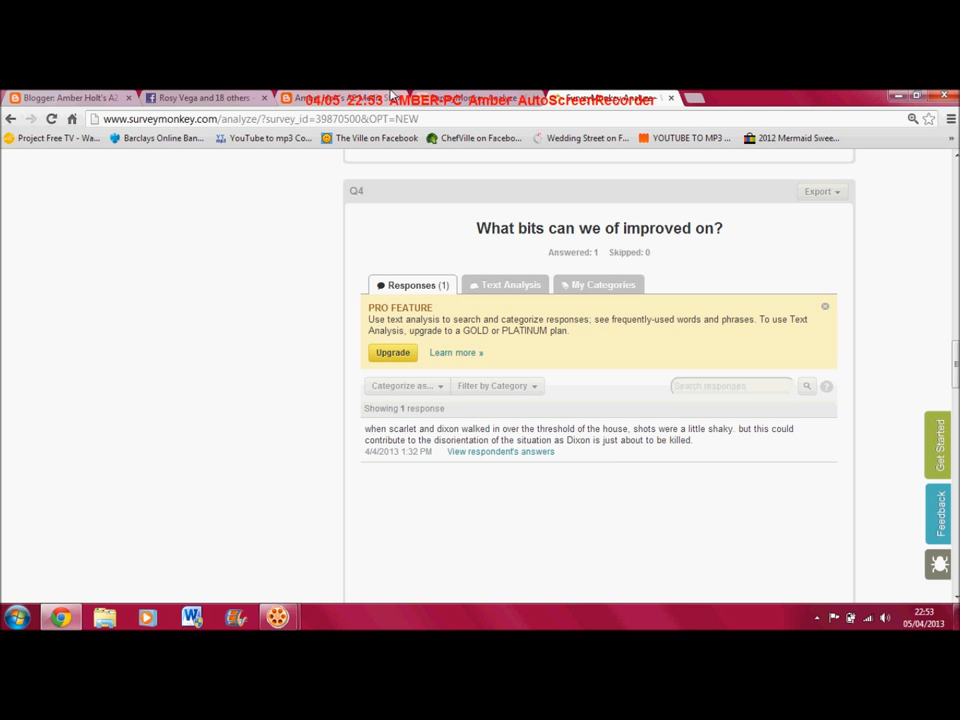 Blogger: Amber Holt's A2
Rosy Vega and 18 others
04/05 22:53 AMBER-PC Amber AutoScreenRecorder
www.surveymonkey.com/analyze/?survey_id=39870500&OPT=NEW
Project Free TV - Wa...
Barclays Online Ban...
YouTube to mp3 Co...
The Ville on Facebook
ChefVille on Facebo...
Wedding Street on F...
YOUTUBE TO MP3 ...
2012 Mermaid Swee...
Q4
Export
What bits can we of improved on?
Answered: 1 Skipped: 0
Responses (1)
Text Analysis
My Categories
PRO FEATURE
Use text analysis to search and categorize responses; see frequently-used words and phrases. To use Text
Analysis, upgrade to a GOLD or PLATINUM plan.
Upgrade
Learn more »
Categorize as...
Filter by Category
Search responses
?
Showing 1 response
when scarlet and dixon walked in over the threshold of the house, shots were a little shaky. but this could
contribute to the disorientation of the situation as Dixon is just about to be killed.
4/4/2013 1:32 PM View respondent's answers
Get Started
Feedback
22:53
05/04/2013